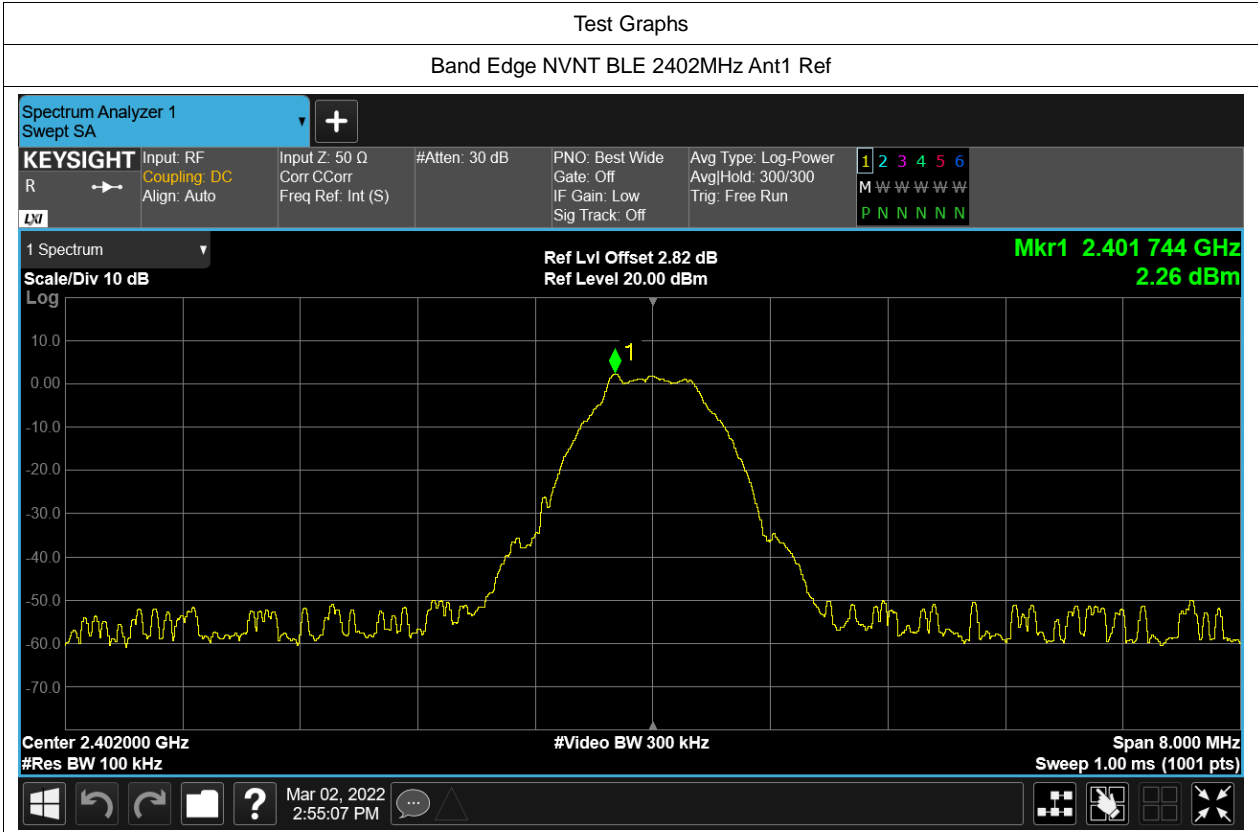 Test Graphs
Band Edge NVNT BLE 2402MHz Ant1 Ref
Spectrum Analyzer 1
Swept SA
KEYSIGHT
R
LXI
Input: RF
Coupling: DC
Align: Auto
Input Z: 50 Ω
Corr CCorr
Freq Ref: Int (S)
#Atten: 30 dB
PNO: Best Wide
Gate: Off
IF Gain: Low
Sig Track: Off
Avg Type: Log-Power
Avg|Hold: 300/300
Trig: Free Run
1 2 3 4 5 6
M W W W W W
P N N N N N
1 Spectrum
Scale/Div 10 dB
Log
Ref Lvl Offset 2.82 dB
Ref Level 20.00 dBm
Mkr1 2.401 744 GHz
2.26 dBm
1
10.0
0.00
-10.0
-20.0
-30.0
-40.0
-50.0
-60.0
-70.0
Center 2.402000 GHz
#Res BW 100 kHz
#Video BW 300 kHz
Span 8.000 MHz
Sweep 1.00 ms (1001 pts)
?
Mar 02, 2022
2:55:07 PM